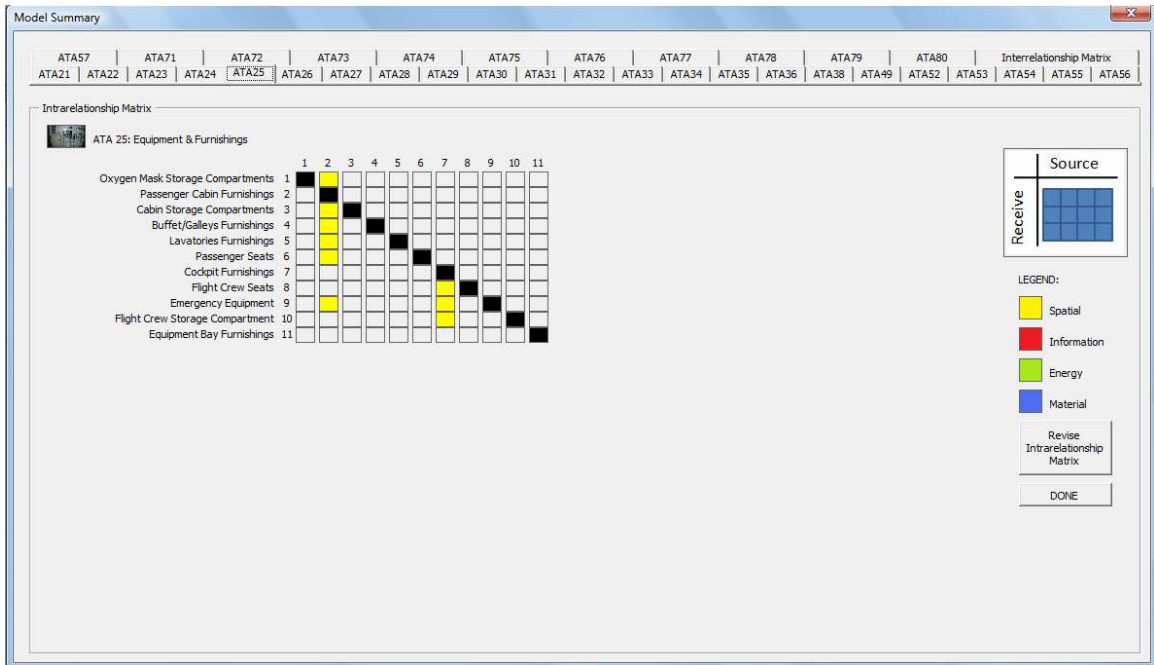 Model Summary
ATA57 ATA71 ATA72 ATA73 ATA74 ATA75 ATA76 ATA77 ATA78 ATA79 ATA80 Interrelationship Matrix
ATA21 ATA22 ATA23 ATA24 ATA25 ATA26 ATA27 ATA28 ATA29 ATA30 ATA31 ATA32 ATA33 ATA34 ATA35 ATA36 ATA38 ATA49 ATA52 ATA53 ATA54 ATA55 ATA56
Intrarelationship Matrix
ATA 25: Equipment & Furnishings
1 2 3 4 5 6 7 8 9 10 11
Oxygen Mask Storage Compartments 1
Passenger Cabin Furnishings 2
Cabin Storage Compartments 3
Buffet/Galleys Furnishings 4
Lavatories Furnishings 5
Passenger Seats 6
Cockpit Furnishings 7
Flight Crew Seats 8
Emergency Equipment 9
Flight Crew Storage Compartment 10
Equipment Bay Furnishings 11
Source
Receive
LEGEND:
Spatial
Information
Energy
Material
Revise
Intrarelationship
Matrix
DONE